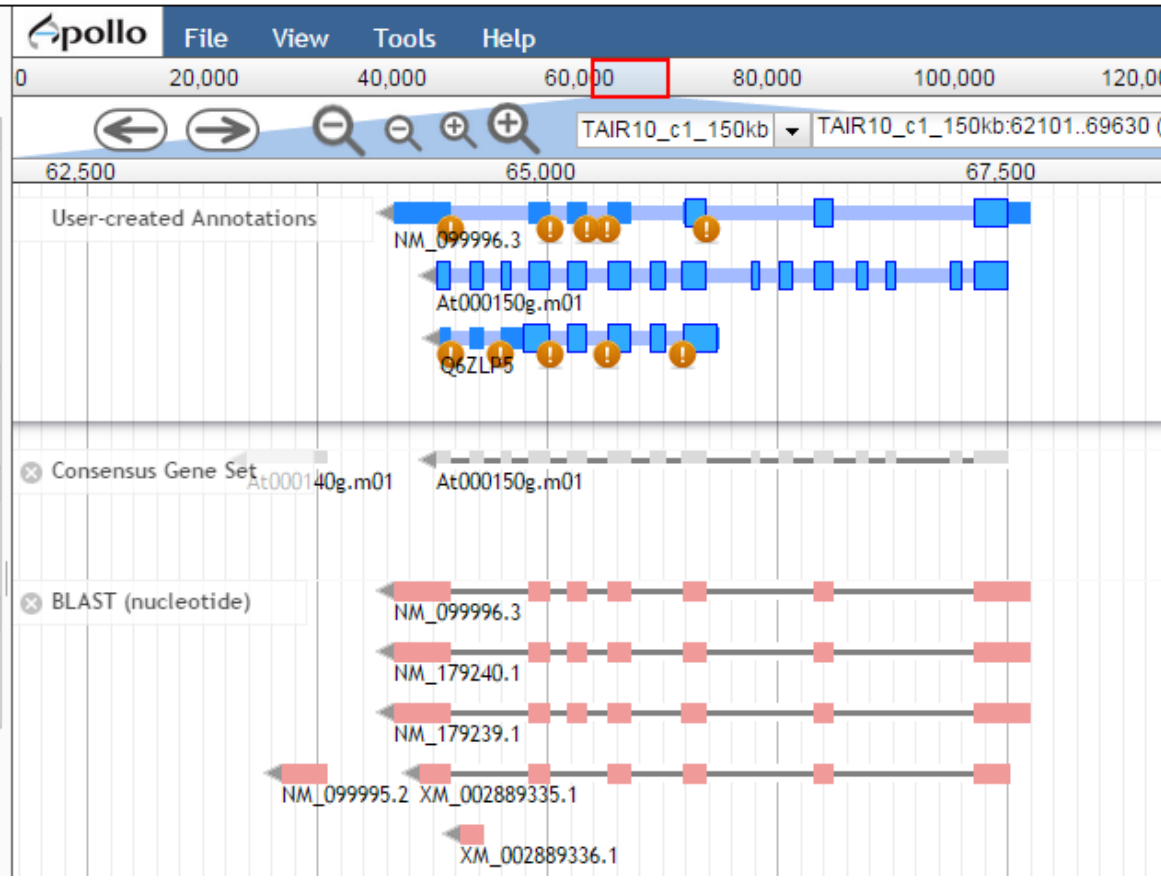 Apollo File View Tools Help
0 20,000 40,000 60,000 80,000 100,000
TAIR10_c1_150kb TAIR10_c1_150kb:62101..69630 (
62,500 65,000 67,500
User-created Annotations
NM_099996.3
At000150g.m01
Q6ZLP5
Consensus Gene Set
At000140g.m01 At000150g.m01
BLAST (nucleotide)
NM_099996.3
NM_179240.1
NM_179239.1
NM_099995.2 XM_002889335.1
XM_002889336.1